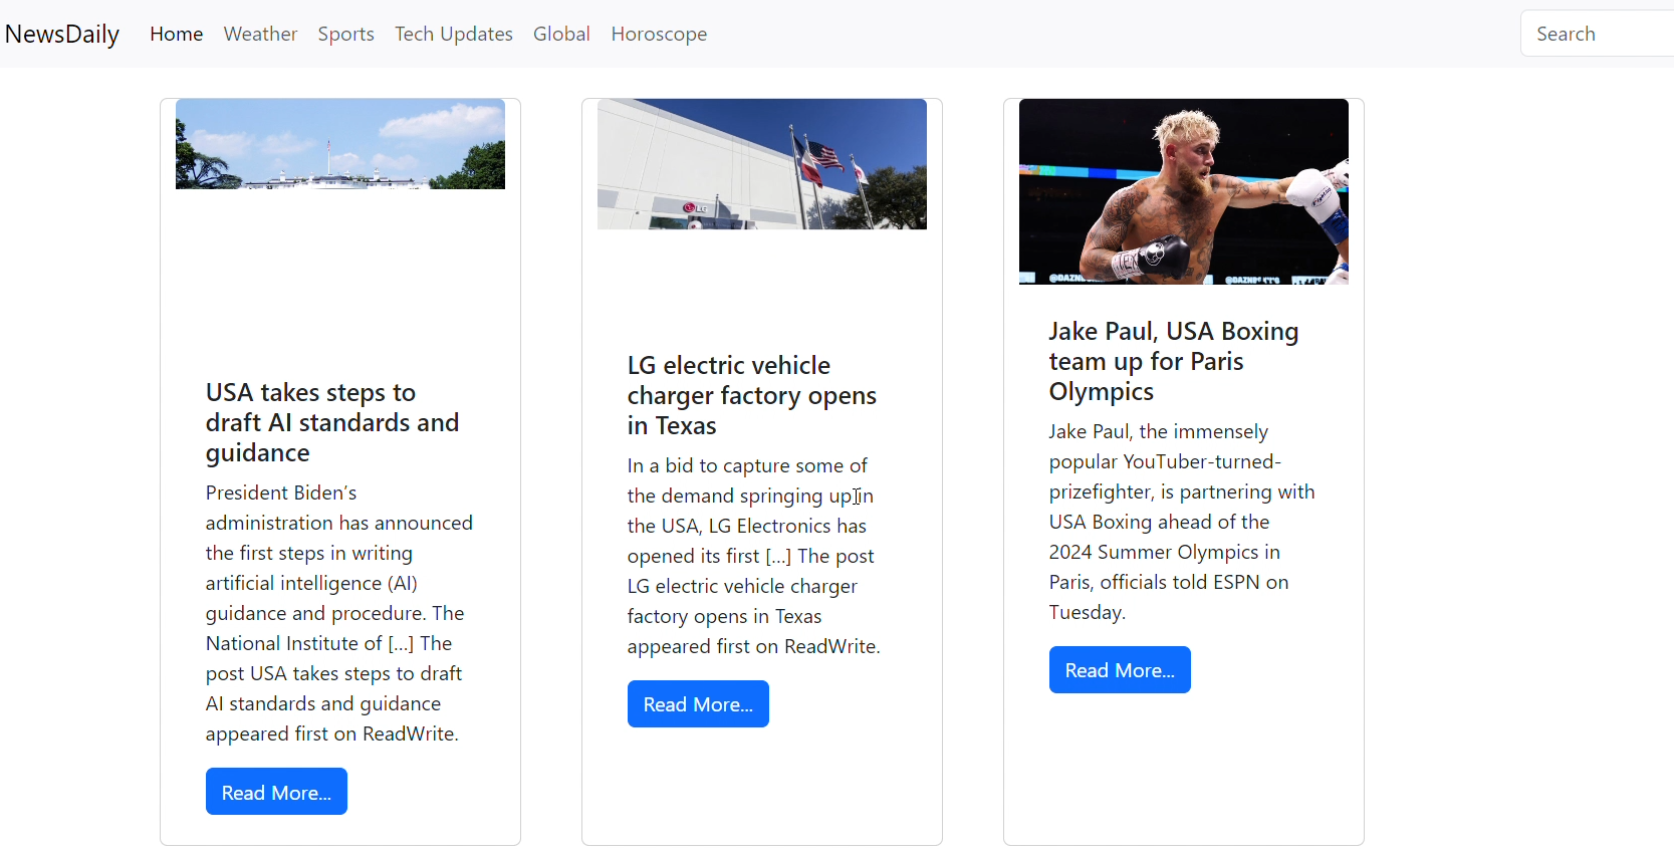 NewsDaily Home Weather Sports Tech Updates Global Horoscope Search
LG
USA takes steps to
draft AI standards and
guidance
President Biden’s
administration has announced
the first steps in writing
artificial intelligence (AI)
guidance and procedure. The
National Institute of [...] The
post USA takes steps to draft
AI standards and guidance
appeared first on ReadWrite.
Read More...
LG electric vehicle
charger factory opens
in Texas
In a bid to capture some of
the demand springing up in
the USA, LG Electronics has
opened its first [...] The post
LG electric vehicle charger
factory opens in Texas
appeared first on ReadWrite.
Read More...
Jake Paul, USA Boxing
team up for Paris
Olympics
Jake Paul, the immensely
popular YouTuber-turned-
prizefighter, is partnering with
USA Boxing ahead of the
2024 Summer Olympics in
Paris, officials told ESPN on
Tuesday.
Read More...